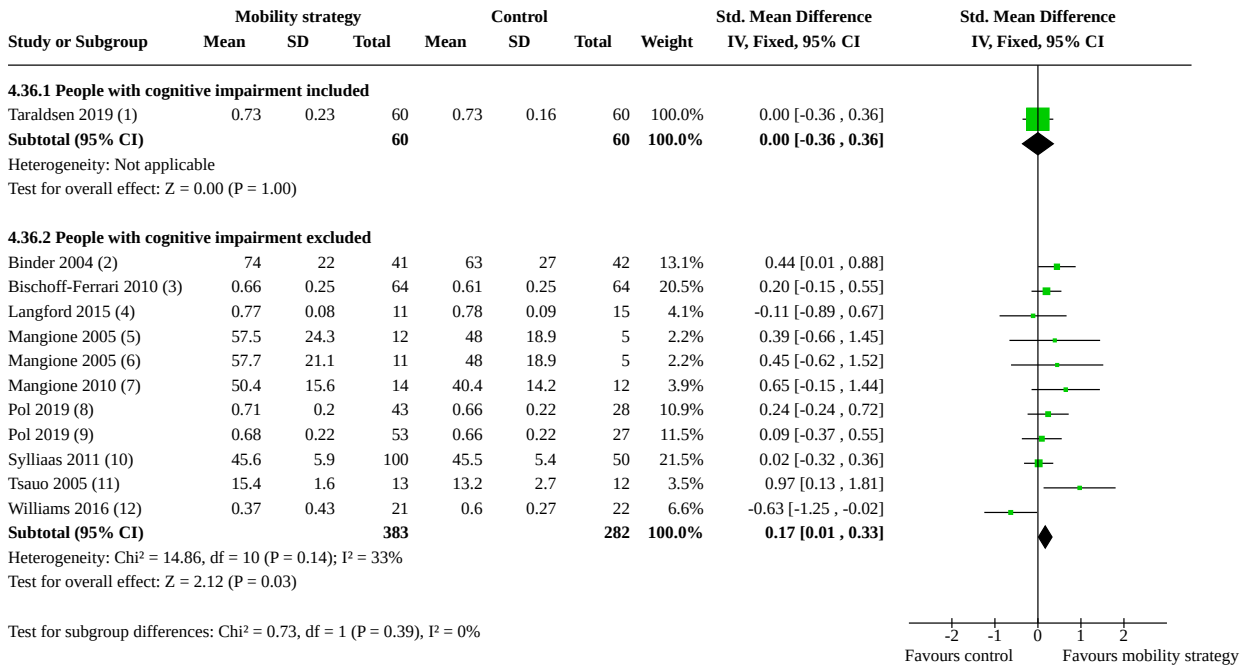 Mobility strategy Control Std. Mean Difference Std. Mean Difference
Study or Subgroup Mean SD Total Mean SD Total Weight IV, Fixed, 95% CI IV, Fixed, 95% CI
4.36.1 People with cognitive impairment included
Taraldsen 2019 (1) 0.73 0.23 60 0.73 0.16 60 100.0% 0.00 [-0.36 , 0.36]
Subtotal (95% CI) 60 60 100.0% 0.00 [-0.36 , 0.36]
Heterogeneity: Not applicable
Test for overall effect: Z = 0.00 (P = 1.00)
4.36.2 People with cognitive impairment excluded
Binder 2004 (2) 74 22 41 63 27 42 13.1% 0.44 [0.01 , 0.88]
Bischoff-Ferrari 2010 (3) 0.66 0.25 64 0.61 0.25 64 20.5% 0.20 [-0.15 , 0.55]
Langford 2015 (4) 0.77 0.08 11 0.78 0.09 15 4.1% -0.11 [-0.89 , 0.67]
Mangione 2005 (5) 57.5 24.3 12 48 18.9 5 2.2% 0.39 [-0.66 , 1.45]
Mangione 2005 (6) 57.7 21.1 11 48 18.9 5 2.2% 0.45 [-0.62 , 1.52]
Mangione 2010 (7) 50.4 15.6 14 40.4 14.2 12 3.9% 0.65 [-0.15 , 1.44]
Pol 2019 (8) 0.71 0.2 43 0.66 0.22 28 10.9% 0.24 [-0.24 , 0.72]
Pol 2019 (9) 0.68 0.22 53 0.66 0.22 27 11.5% 0.09 [-0.37 , 0.55]
Sylliaas 2011 (10) 45.6 5.9 100 45.5 5.4 50 21.5% 0.02 [-0.32 , 0.36]
Tsauo 2005 (11) 15.4 1.6 13 13.2 2.7 12 3.5% 0.97 [0.13 , 1.81]
Williams 2016 (12) 0.37 0.43 21 0.6 0.27 22 6.6% -0.63 [-1.25 , -0.02]
Subtotal (95% CI) 383 282 100.0% 0.17 [0.01 , 0.33]
Heterogeneity: Chi² = 14.86, df = 10 (P = 0.14); I² = 33%
Test for overall effect: Z = 2.12 (P = 0.03)
Test for subgroup differences: Chi² = 0.73, df = 1 (P = 0.39), I² = 0%
-2 -1 0 1 2
Favours control Favours mobility strategy